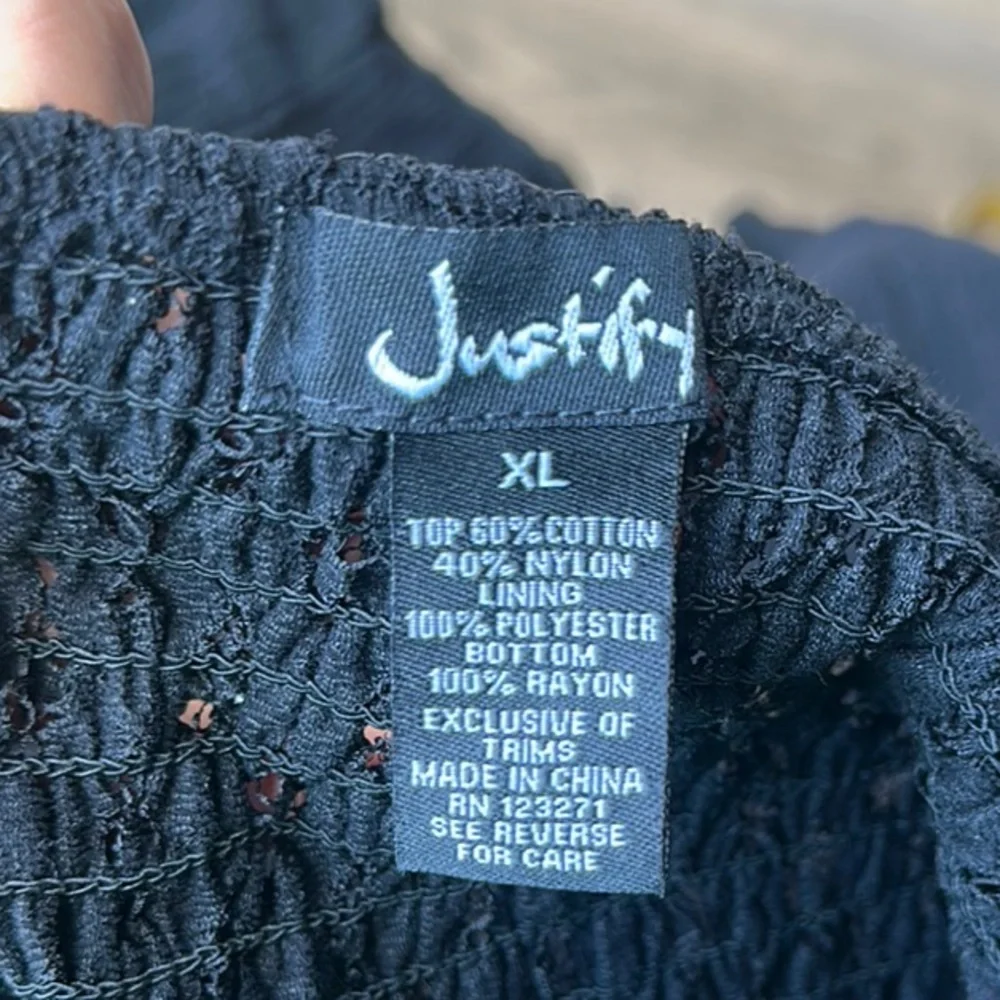 Justify
XL
TOP 60% COTTON
40% NYLON
LINING
100% POLYESTER
BOTTOM
100% RAYON
EXCLUSIVE OF
TRIMS
MADE IN CHINA
RN 123271
SEE REVERSE
FOR CARE